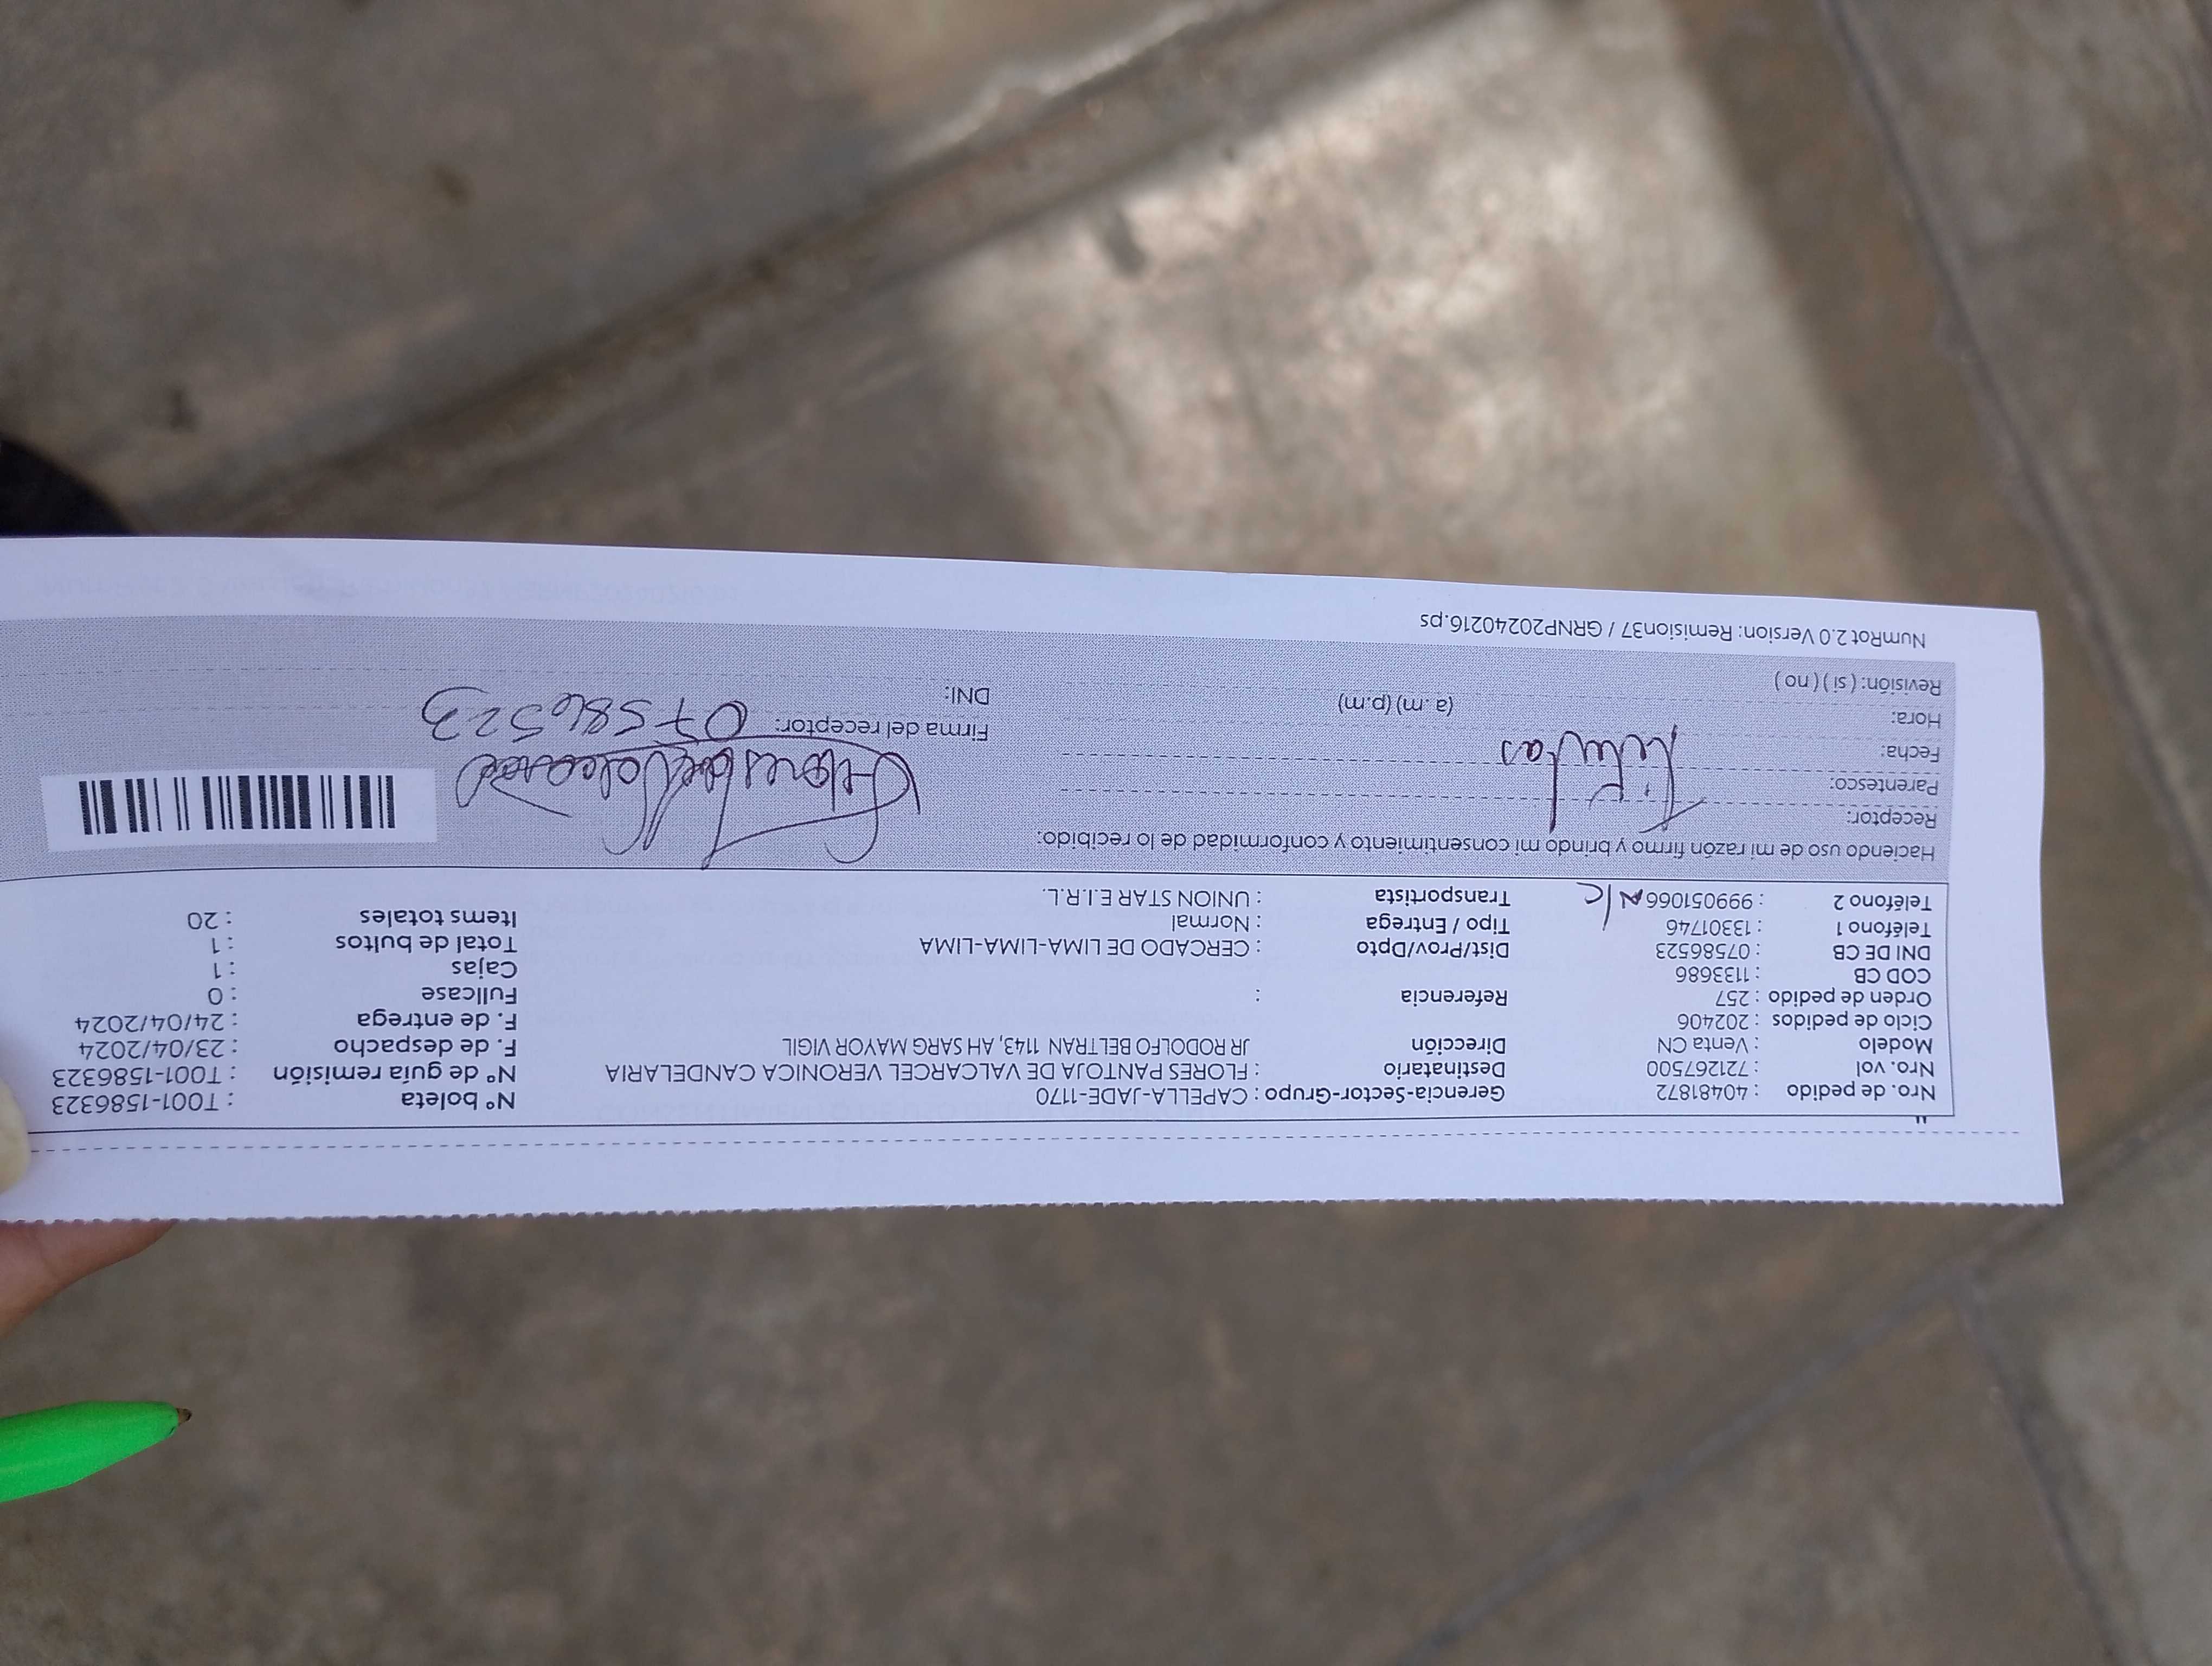 Nro. de pedido : 40481872 Gerencia-Sector-Grupo : CAPELLA-JADE-1170 N° boleta : T001-1586323
Nro. vol : 721267500 Destinatario : FLORES PANTOJA DE VALCARCEL VERONICA CANDELARIA N° de guía remisión : T001-1586323
Modelo : Venta CN Dirección JR RODOLFO BELTRAN 1143, AH SARG MAYOR VIGIL F. de despacho : 23/04/2024
Ciclo de pedidos : 202406 F. de entrega : 24/04/2024
Orden de pedido : 257 Referencia : Fullcase : 0
COD CB : 1133686 Cajas : 1
DNI DE CB : 07586523 Dist/Prov/Dpto : CERCADO DE LIMA-LIMA-LIMA Total de bultos : 1
Teléfono 1 : 13301746 Tipo / Entrega : Normal Items totales : 20
Teléfono 2 : 999051066 N/C Transportista : UNION STAR E.I.R.L.
Haciendo uso de mi razón firmo y brindo mi consentimiento y conformidad de lo recibido:
Receptor:
Parentesco: Titular
Fecha:
Hora: (a.m) (p.m) Firma del receptor: 07586523
Revisión: ( si ) ( no ) DNI:
NumRot 2.0 Version: Remision37 / GRNP20240216.ps